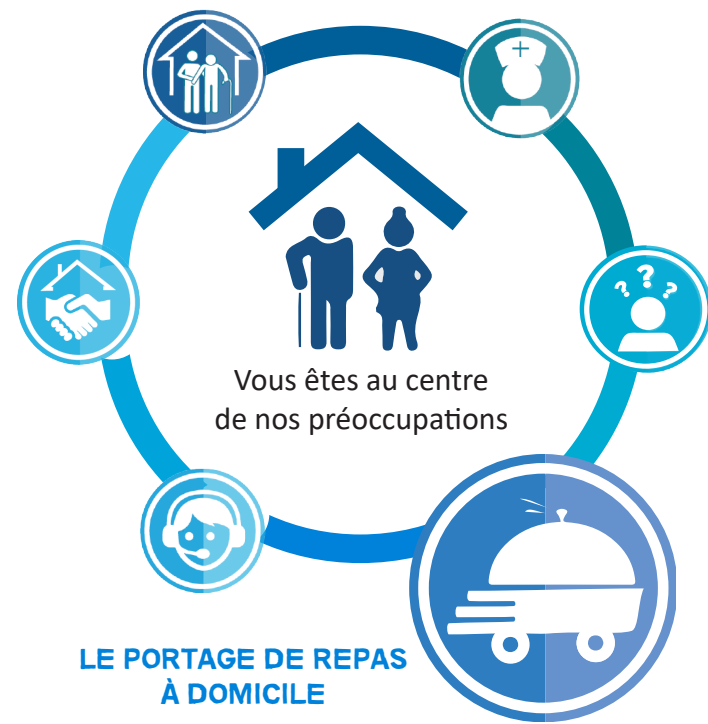 ? ? ?
Vous êtes au centre
de nos préoccupations
LE PORTAGE DE REPAS
À DOMICILE